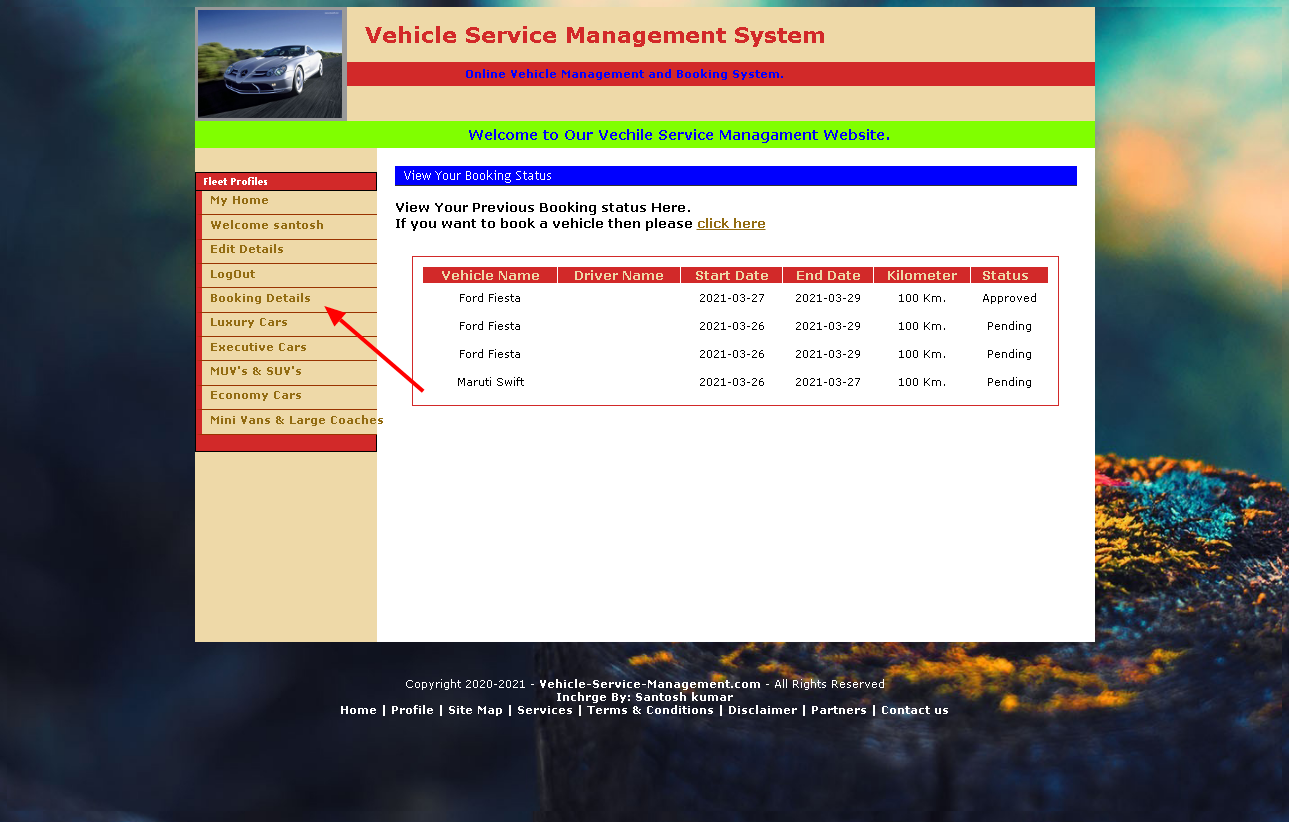 Vehicle Service Management System
Online Vehicle Management and Booking System.
Welcome to Our Vechile Service Managament Website.
Fleet Profiles
My Home
Welcome santosh
Edit Details
LogOut
Booking Details
Luxury Cars
Executive Cars
MUV's & SUV's
Economy Cars
Mini Vans & Large Coaches
View Your Booking Status
View Your Previous Booking status Here.
If you want to book a vehicle then please click here
Vehicle Name Driver Name Start Date End Date Kilometer Status
Ford Fiesta 2021-03-27 2021-03-29 100 Km. Approved
Ford Fiesta 2021-03-26 2021-03-29 100 Km. Pending
Ford Fiesta 2021-03-26 2021-03-29 100 Km. Pending
Maruti Swift 2021-03-26 2021-03-27 100 Km. Pending
Copyright 2020-2021 - Vehicle-Service-Management.com - All Rights Reserved
Inchrge By: Santosh kumar
Home | Profile | Site Map | Services | Terms & Conditions | Disclaimer | Partners | Contact us